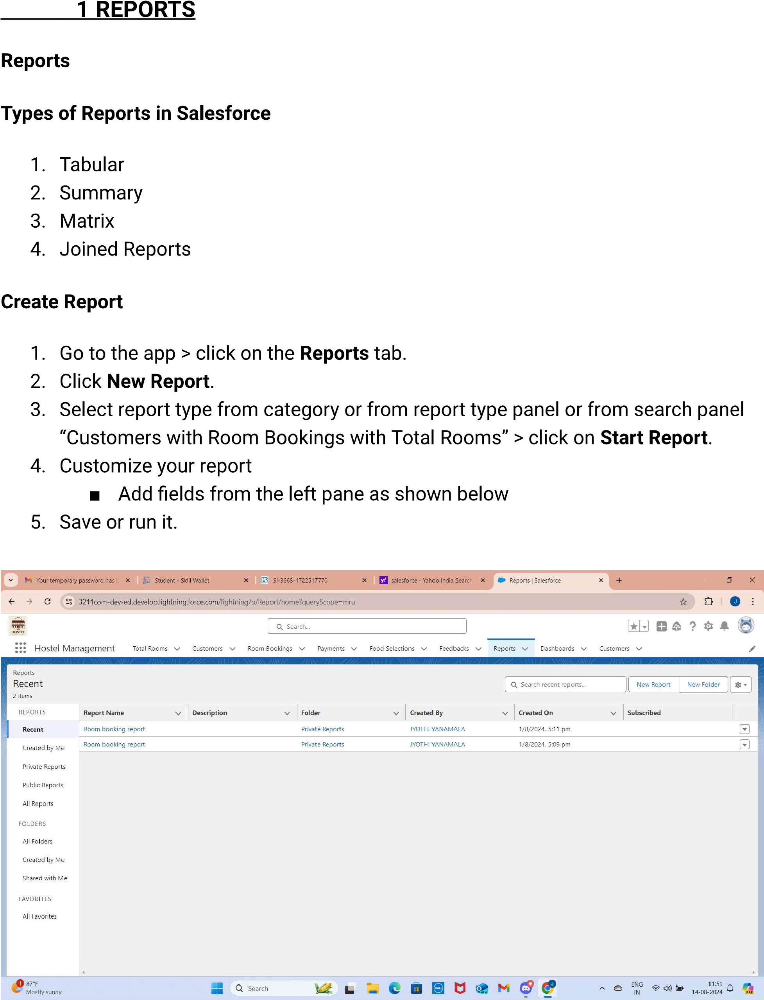 1 REPORTS
Reports
Types of Reports in Salesforce
1. Tabular
2. Summary
3. Matrix
4. Joined Reports
Create Report
1. Go to the app > click on the Reports tab.
2. Click New Report.
3. Select report type from category or from report type panel or from search panel
“Customers with Room Bookings with Total Rooms” > click on Start Report.
4. Customize your report
■ Add fields from the left pane as shown below
5. Save or run it.
Your temporary password has Student - Skill Wallet SI-3668-1722517770 salesforce - Yahoo India Search Reports | Salesforce
3211com-dev-ed.develop.lightning.force.com/lightning/o/Report/home?queryScope=mru
J
HOSTEL
Search...
Hostel Management Total Rooms Customers Room Bookings Payments Food Selections Feedbacks Reports Dashboards Customers
Reports
Recent
2 items
Search recent reports...
New Report New Folder
REPORTS
Report Name Description Folder Created By Created On Subscribed
Recent
Room booking report Private Reports JYOTHI YANAMALA 1/8/2024, 5:11 pm
Room booking report Private Reports JYOTHI YANAMALA 1/8/2024, 5:09 pm
Created by Me
Private Reports
Public Reports
All Reports
FOLDERS
All Folders
Created by Me
Shared with Me
FAVORITES
All Favorites
1
87°F
Mostly sunny
Search
DELL
NEW
J
ENG
IN
11:51
14-08-2024
PRE